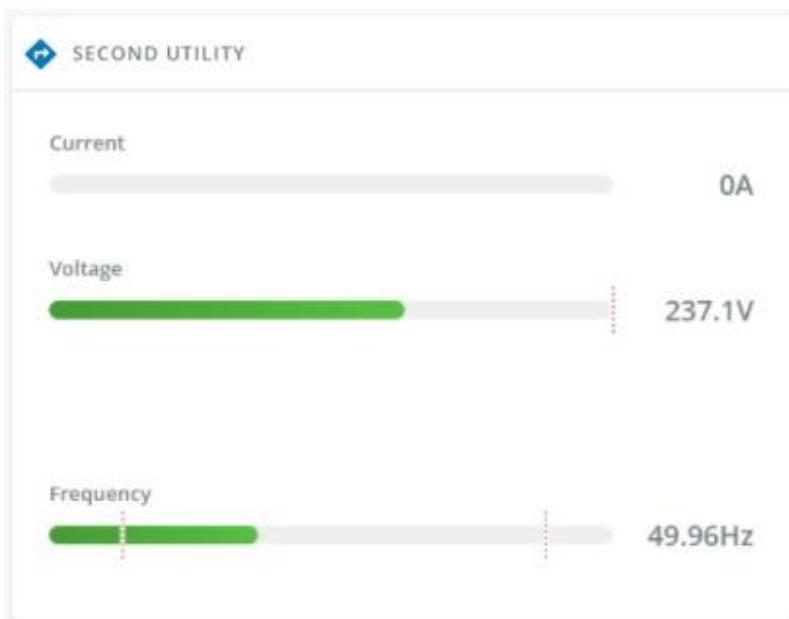 SECOND UTILITY
Current
0A
Voltage
237.1V
Frequency
49.96Hz